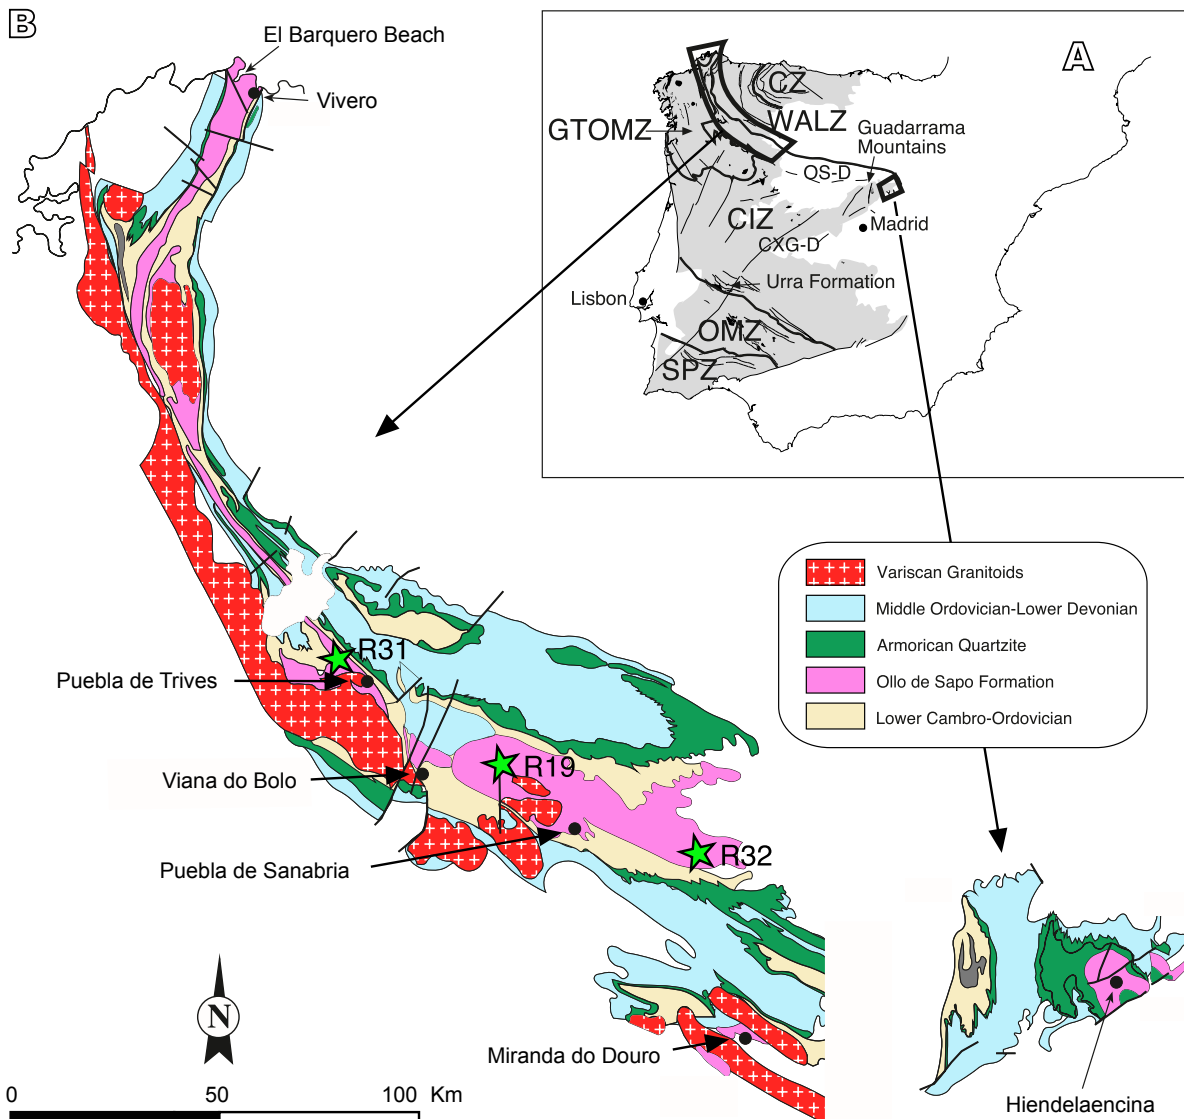 B
El Barquero Beach
Vivero
A
CZ
WALZ
GTOMZ
Guadarrama
Mountains
OS-D
CIZ
Madrid
CXG-D
Urra Formation
Lisbon
OMZ
SPZ
Variscan Granitoids
Middle Ordovician-Lower Devonian
Armorican Quartzite
Ollo de Sapo Formation
Lower Cambro-Ordovician
R31
Puebla de Trives
R19
Viana do Bolo
R32
Puebla de Sanabria
N
Miranda do Douro
0 50 100 Km
Hiendelaencina